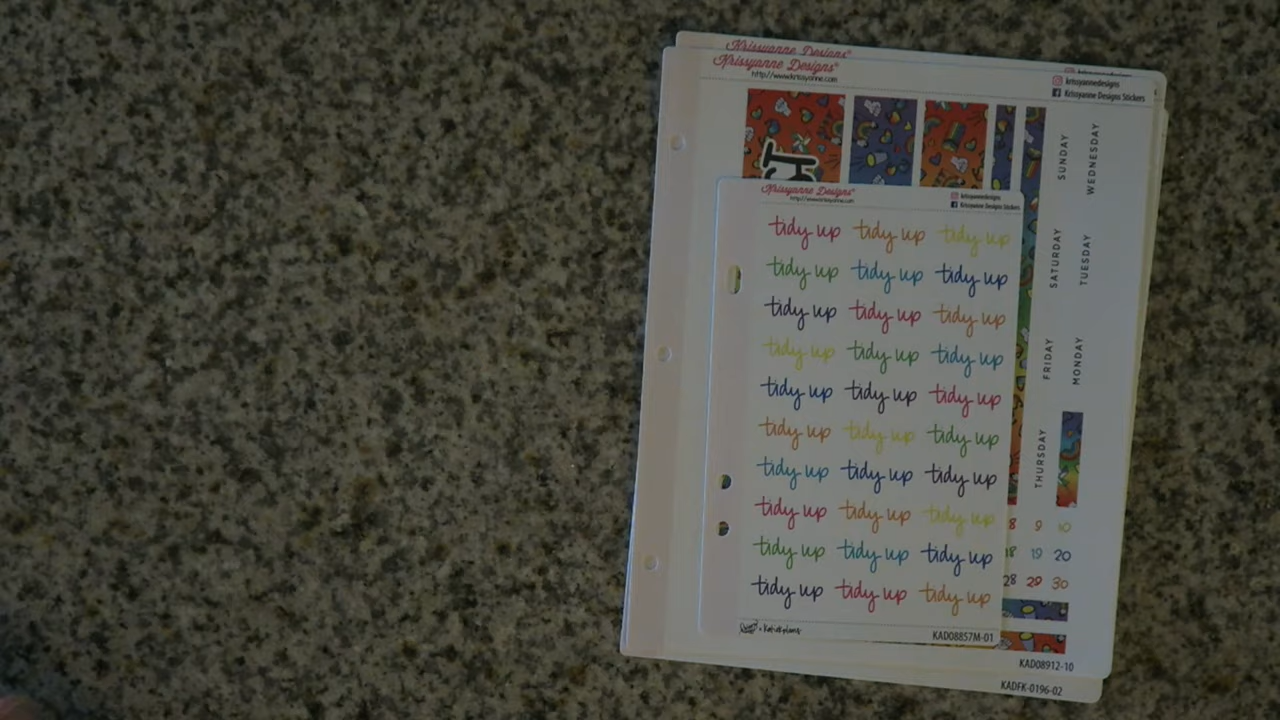 Krissyanne Designs
Krissyanne Designs®
http://www.krissyanne.com
krissyannedesigns
Krissyanne Designs Stickers
SUNDAY
WEDNESDAY
SATURDAY
TUESDAY
FRIDAY
MONDAY
THURSDAY
Krissyanne Designs®
http://www.krissyanne.com
krissyannedesigns
Krissyanne Designs Stickers
tidy up tidy up tidy up
tidy up tidy up tidy up
tidy up tidy up tidy up
tidy up tidy up tidy up
tidy up tidy up tidy up
tidy up tidy up tidy up
tidy up tidy up tidy up
tidy up tidy up tidy up
tidy up tidy up tidy up
tidy up tidy up tidy up
8 9 10
18 19 20
28 29 30
KAD08857M-01
KAD08912-10
KADFK-0196-02